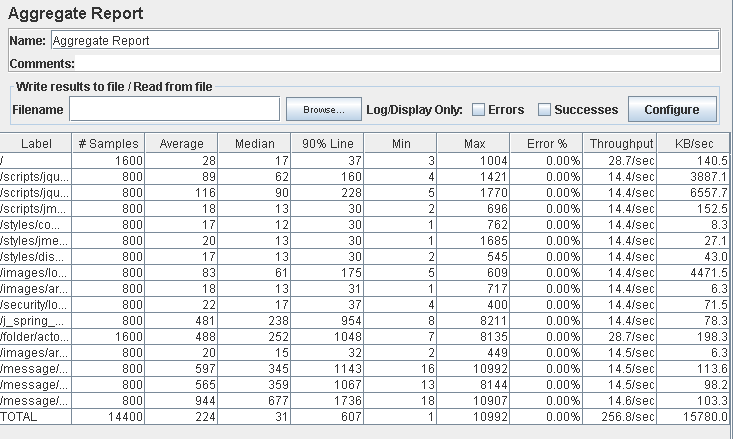 Aggregate Report
Name: Aggregate Report
Comments:
Write results to file / Read from file
Filename Browse... Log/Display Only: Errors Successes Configure
Label # Samples Average Median 90% Line Min Max Error % Throughput KB/sec
/ 1600 28 17 37 3 1004 0.00% 28.7/sec 140.5
/scripts/jqu... 800 89 62 160 4 1421 0.00% 14.4/sec 3887.1
/scripts/jqu... 800 116 90 228 5 1770 0.00% 14.4/sec 6557.7
/scripts/jm... 800 18 13 30 2 696 0.00% 14.4/sec 152.5
/styles/co... 800 17 12 30 1 762 0.00% 14.4/sec 8.3
/styles/jme... 800 20 13 30 1 1685 0.00% 14.4/sec 27.1
/styles/dis... 800 17 13 30 2 545 0.00% 14.4/sec 43.0
/images/lo... 800 83 61 175 5 609 0.00% 14.4/sec 4471.5
/images/ar... 800 18 13 31 1 717 0.00% 14.4/sec 6.3
/security/lo... 800 22 17 37 4 400 0.00% 14.4/sec 71.5
/j_spring_... 800 481 238 954 8 8211 0.00% 14.4/sec 78.3
/folder/acto... 1600 488 252 1048 7 8135 0.00% 28.7/sec 198.3
/images/ar... 800 20 15 32 2 449 0.00% 14.5/sec 6.3
/message/... 800 597 345 1143 16 10992 0.00% 14.5/sec 113.6
/message/... 800 565 359 1067 13 8144 0.00% 14.5/sec 98.2
/message/... 800 944 677 1736 18 10907 0.00% 14.6/sec 103.3
TOTAL 14400 224 31 607 1 10992 0.00% 256.8/sec 15780.0